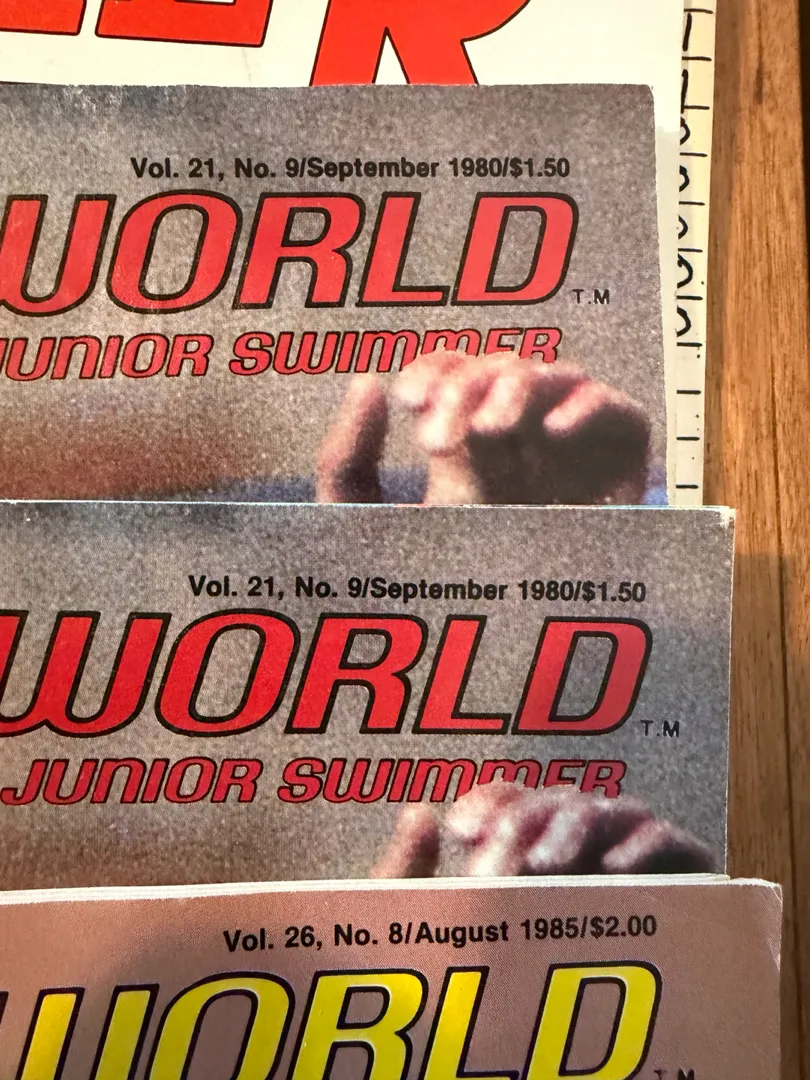 Vol. 21, No. 9/September 1980/$1.50
WORLD
T.M
JUNIOR SWIMMER
Vol. 21, No. 9/September 1980/$1.50
WORLD
T.M
JUNIOR SWIMMER
Vol. 26, No. 8/August 1985/$2.00
WORLD
T.M